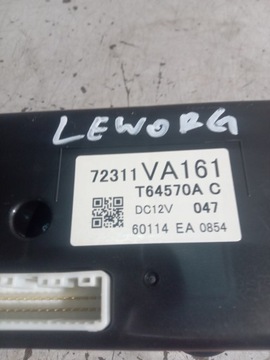 LEWORG
72311 VA161
T64570A C
DC12V 047
60114 EA 0854